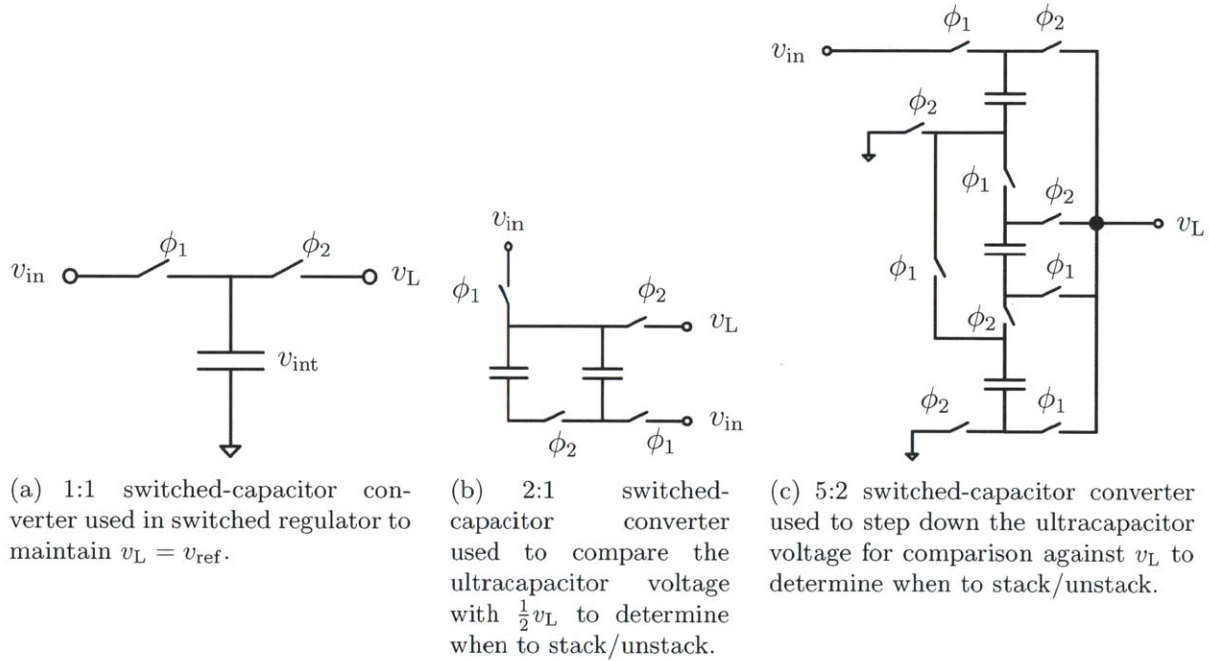 v_in
ϕ1
ϕ2
v_L
v_int
(a) 1:1 switched-capacitor con-
verter used in switched regulator to
maintain v_L = v_ref.
v_in
ϕ1
ϕ2
v_L
v_in
ϕ2
ϕ1
(b) 2:1 switched-
capacitor converter
used to compare the
ultracapacitor voltage
with 1/2 v_L to determine
when to stack/unstack.
v_in
ϕ1
ϕ2
ϕ2
ϕ1
ϕ2
v_L
ϕ1
ϕ1
ϕ2
ϕ2
ϕ1
(c) 5:2 switched-capacitor converter
used to step down the ultracapacitor
voltage for comparison against v_L to
determine when to stack/unstack.